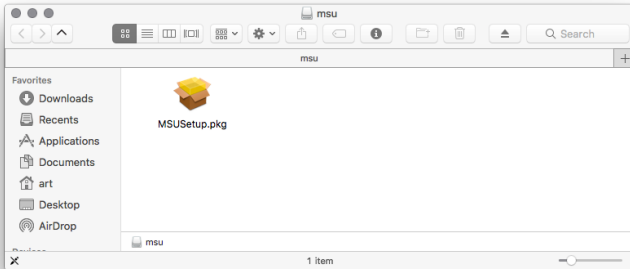 msu
Search
msu
Favorites
Downloads
Recents
Applications
Documents
art
Desktop
AirDrop
MSUSetup.pkg
msu
1 item